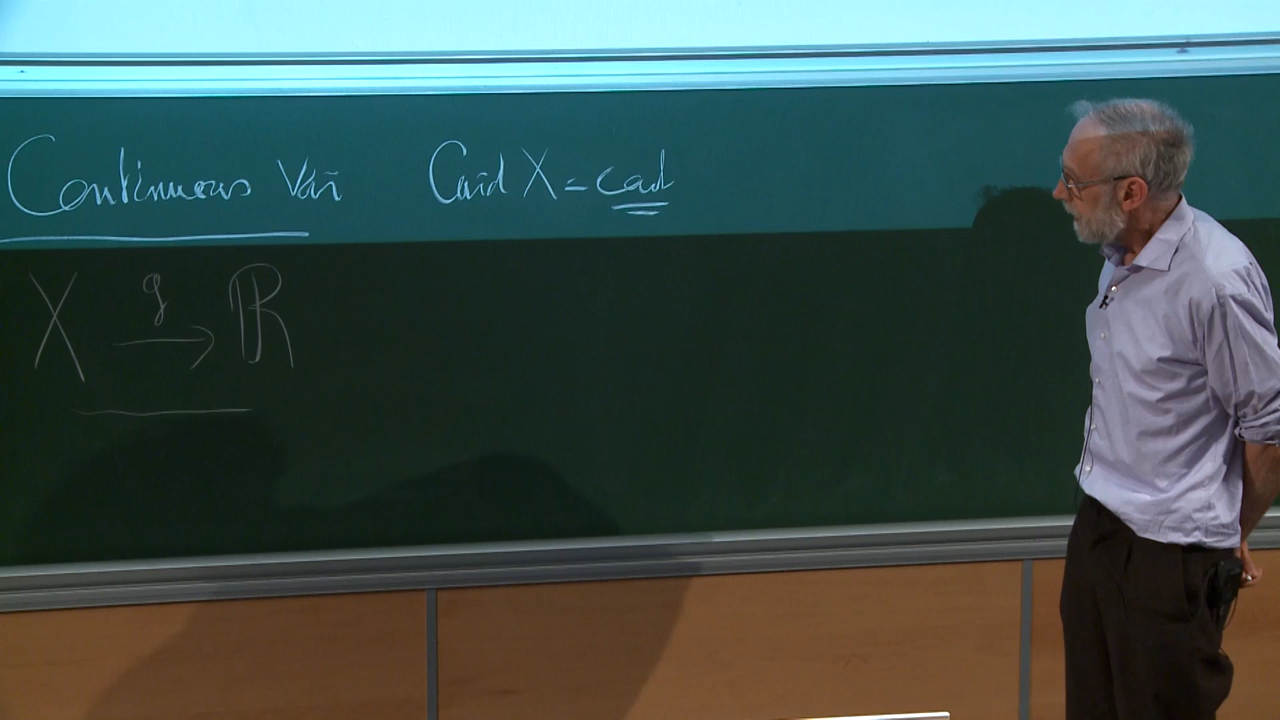 Continuous Var Card X = card
X g → ℝ